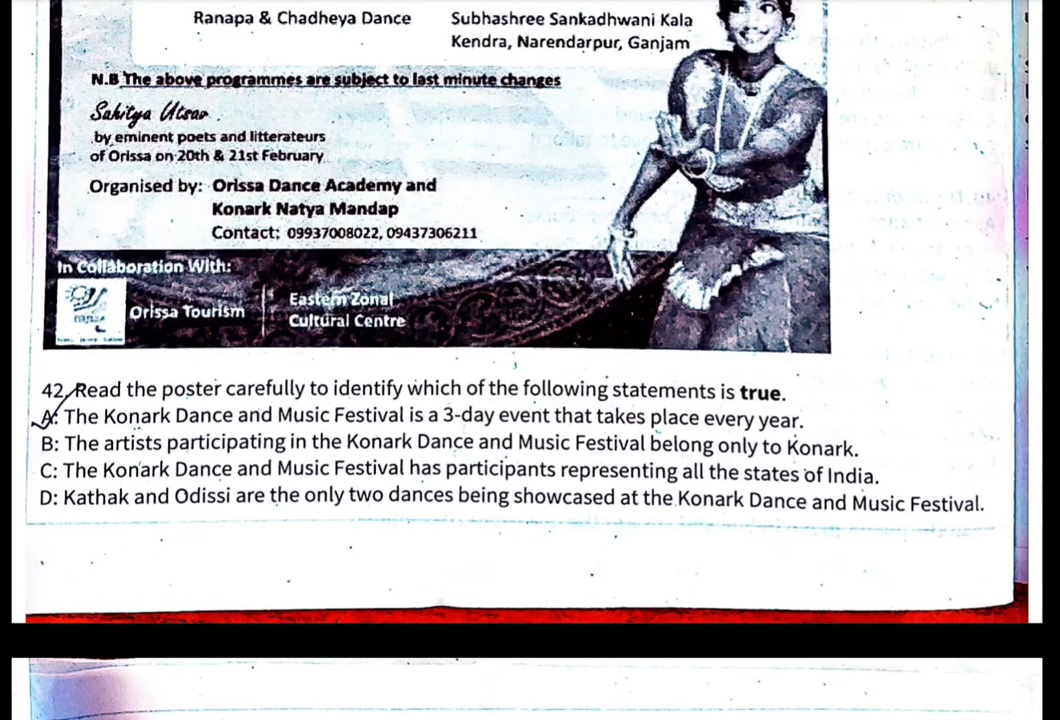 Ranapa & Chadheya Dance
Subhashree Sankadhwani Kala
Kendra, Narendarpur, Ganjam
N.B The above programmes are subject to last minute changes
Sahitya Utsav
by eminent poets and litterateurs
of Orissa on 20th & 21st February
Organised by: Orissa Dance Academy and
Konark Natya Mandap
Contact: 09937008022, 09437306211
In Collaboration With:
Orissa Tourism
Eastern Zonal
Cultural Centre
42. Read the poster carefully to identify which of the following statements is true.
A: The Konark Dance and Music Festival is a 3-day event that takes place every year.
B: The artists participating in the Konark Dance and Music Festival belong only to Konark.
C: The Konark Dance and Music Festival has participants representing all the states of India.
D: Kathak and Odissi are the only two dances being showcased at the Konark Dance and Music Festival.